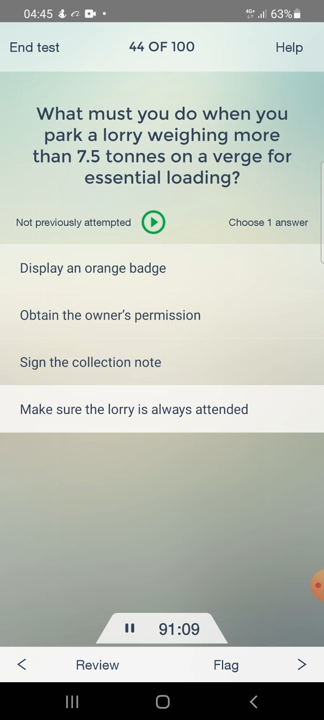 04:45
4G+ 63%
End test
44 OF 100
Help
What must you do when you
park a lorry weighing more
than 7.5 tonnes on a verge for
essential loading?
Not previously attempted
Choose 1 answer
Display an orange badge
Obtain the owner's permission
Sign the collection note
Make sure the lorry is always attended
91:09
Review
Flag